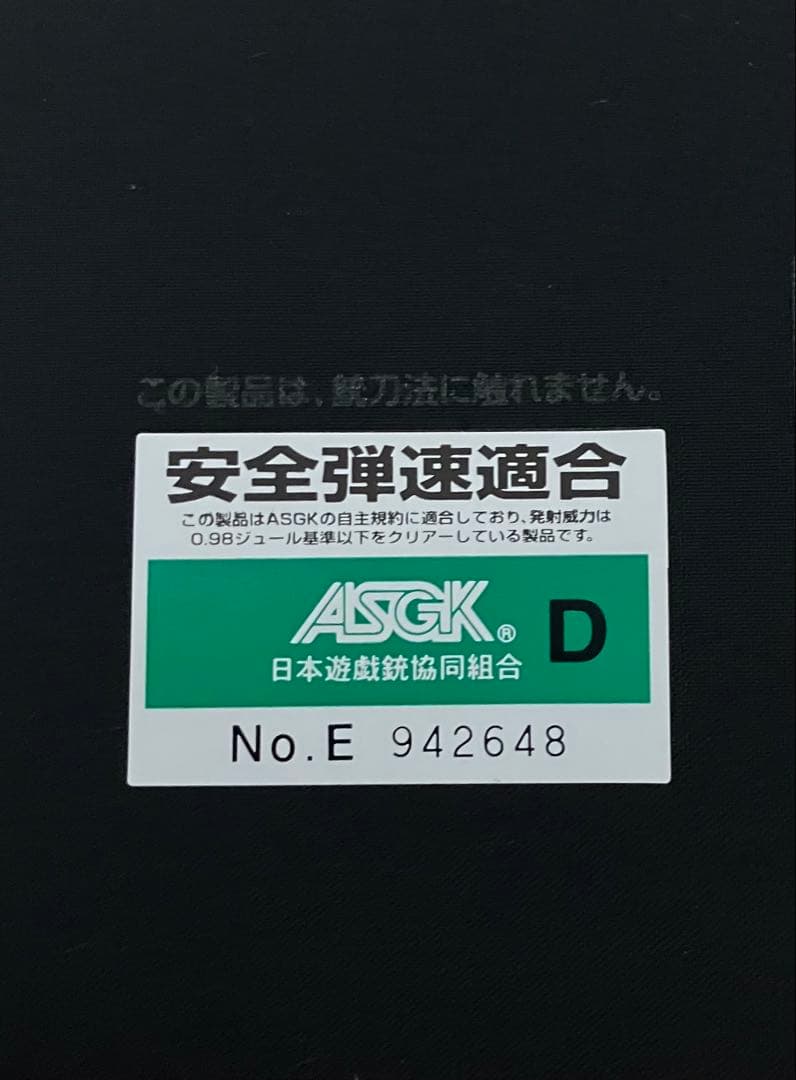 この製品は、銃刀法に触れません。
安全弾速適合
この製品はASGKの自主規約に適合しており、発射威力は
0.98ジュール基準以下をクリアーしている製品です。
ASGK® D
日本遊戯銃協同組合
No.E 942648